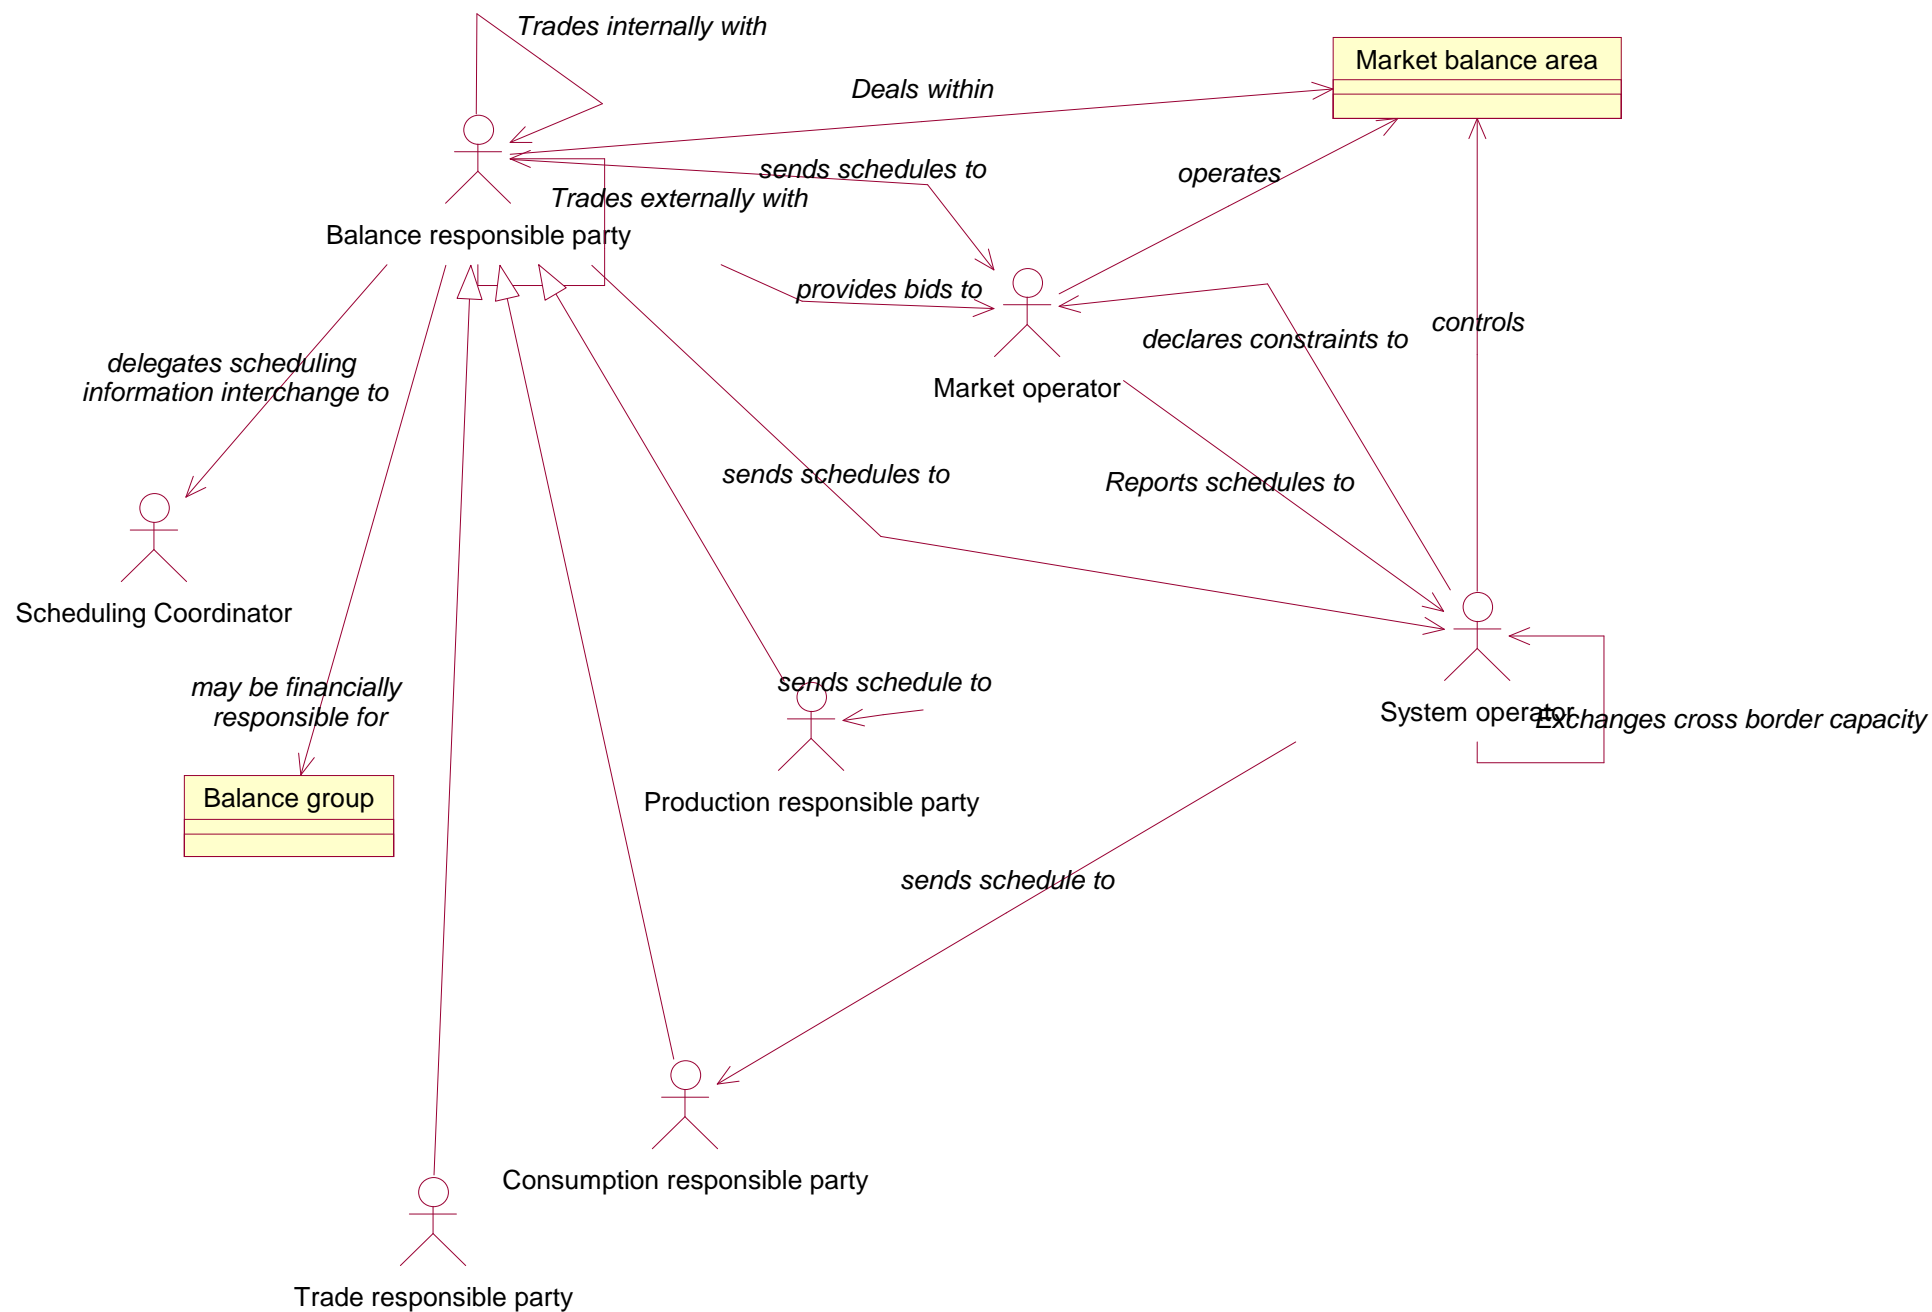 Trades internally with
Market balance area
Deals within
sends schedules to
operates
Trades externally with
Balance responsible party
provides bids to
controls
declares constraints to
delegates scheduling
information interchange to
Market operator
sends schedules to
Reports schedules to
Scheduling Coordinator
may be financially
responsible for
sends schedule to
System operator
Exchanges cross border capacity
Balance group
Production responsible party
sends schedule to
Consumption responsible party
Trade responsible party